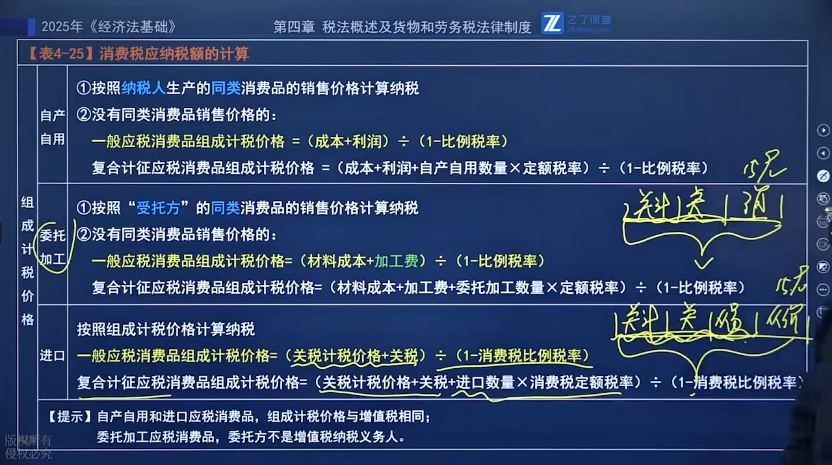 2025年《经济法基础》
第四章 税法概述及货物和劳务税法律制度
之了课堂
【表4-25】消费税应纳税额的计算
组成计税价格
自产自用
①按照纳税人生产的同类消费品的销售价格计算纳税
②没有同类消费品销售价格的：
一般应税消费品组成计税价格 =（成本+利润）÷（1-比例税率）
复合计征应税消费品组成计税价格 =（成本+利润+自产自用数量×定额税率）÷（1-比例税率）
委托加工
①按照“受托方”的同类消费品的销售价格计算纳税
②没有同类消费品销售价格的：
一般应税消费品组成计税价格=（材料成本+加工费）÷（1-比例税率）
复合计征应税消费品组成计税价格=（材料成本+加工费+委托加工数量×定额税率）÷（1-比例税率）
进口
按照组成计税价格计算纳税
一般应税消费品组成计税价格=（关税计税价格+关税）÷（1-消费税比例税率）
复合计征应税消费品组成计税价格=（关税计税价格+关税+进口数量×消费税定额税率）÷（1-消费税比例税率）
【提示】自产自用和进口应税消费品，组成计税价格与增值税相同；
委托加工应税消费品，委托方不是增值税纳税义务人。
版权所有
侵权必究